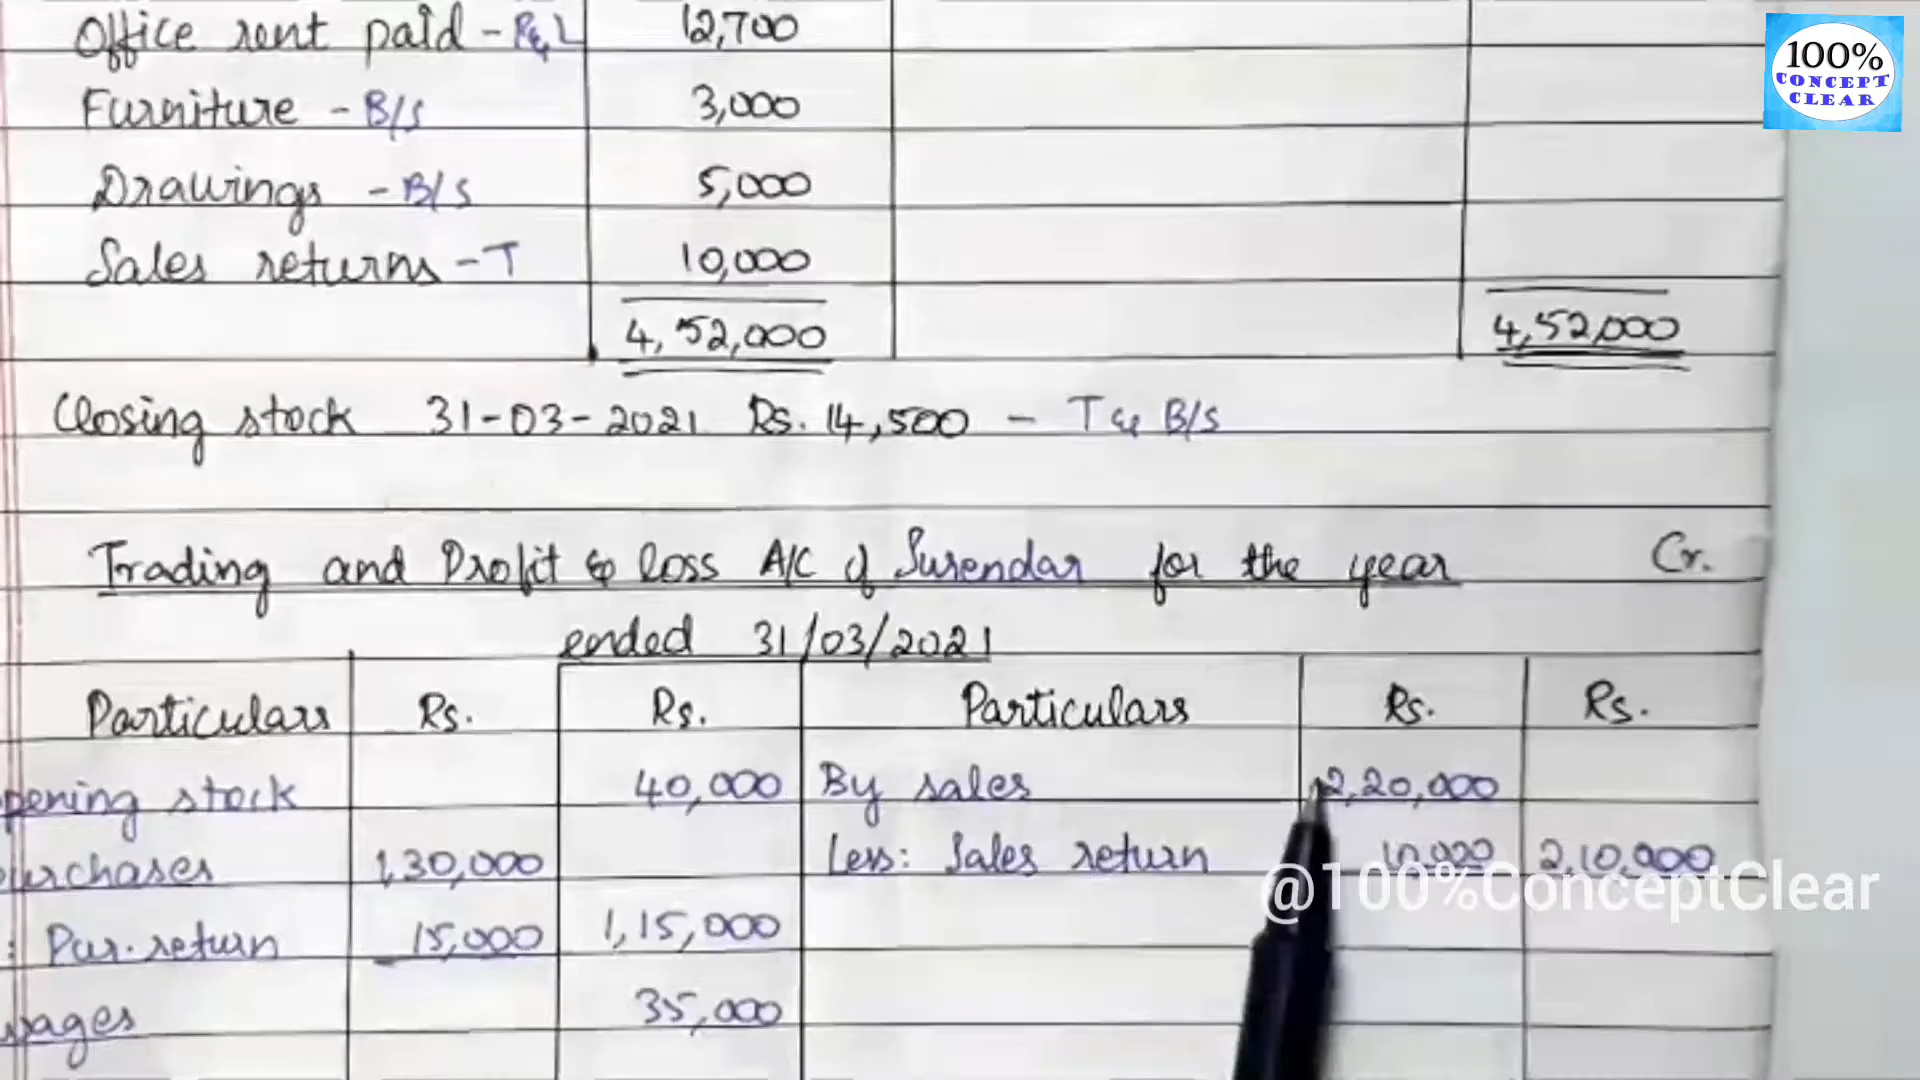 Office rent paid - P&L 12,700
Furniture - B/S 3,000
Drawings - B/S 5,000
Sales returns - T 10,000
4,52,000 4,52,000
Closing stock 31-03-2021 Rs. 14,500 - T & B/S
Trading and Profit & loss A/C of Surendar for the year Cr.
ended 31/03/2021
Particulars Rs. Rs. Particulars Rs. Rs.
pening stock 40,000 By sales 2,20,000
urchases 1,30,000 Less: Sales return 10,000 2,10,000
: Pur. return 15,000 1,15,000
wages 35,000
100%
CONCEPT
CLEAR
@100%ConceptClear